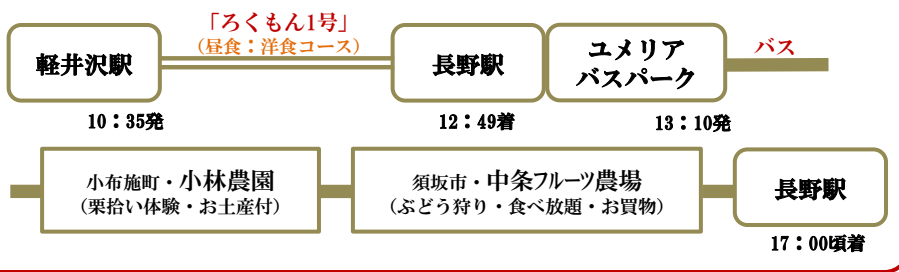 「ろくもん1号」
(昼食：洋食コース)
軽井沢駅
長野駅
ユメリア
バスパーク
バス
10：35発
12：49着
13：10発
小布施町・小林農園
(栗拾い体験・お土産付)
須坂市・中条フルーツ農場
(ぶどう狩り・食べ放題・お買物)
長野駅
17：00頃着